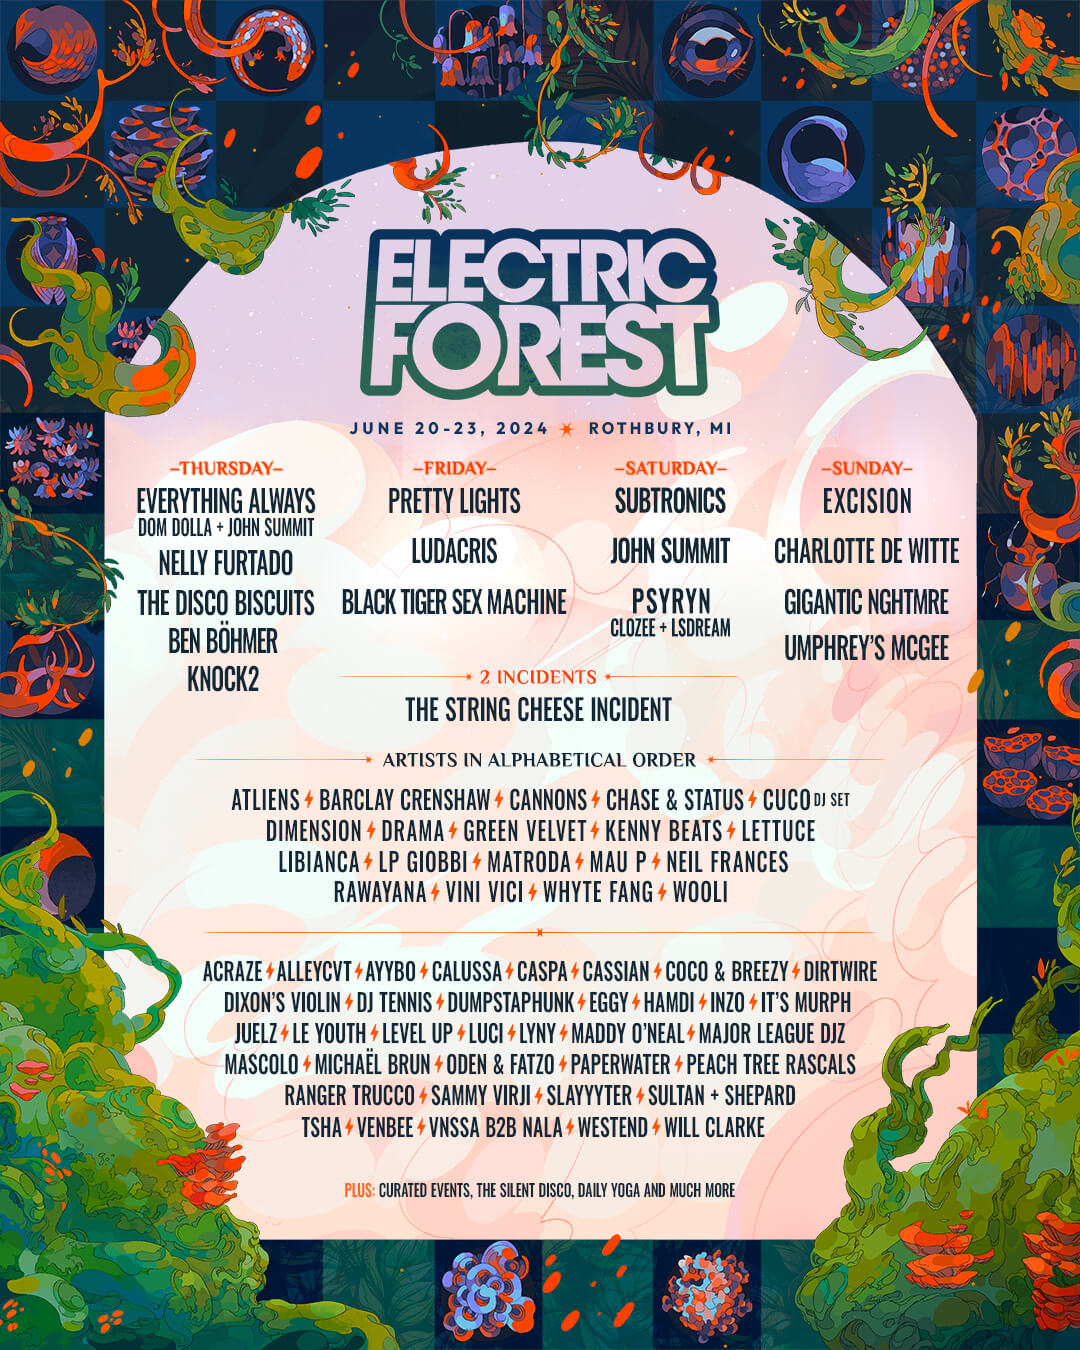 ELECTRIC
FOREST
JUNE 20-23, 2024 ROTHBURY, MI
–THURSDAY–
EVERYTHING ALWAYS
DOM DOLLA + JOHN SUMMIT
NELLY FURTADO
THE DISCO BISCUITS
BEN BÖHMER
KNOCK2
–FRIDAY–
PRETTY LIGHTS
LUDACRIS
BLACK TIGER SEX MACHINE
–SATURDAY–
SUBTRONICS
JOHN SUMMIT
PSYRYN
CLOZEE + LSDREAM
–SUNDAY–
EXCISION
CHARLOTTE DE WITTE
GIGANTIC NGHTMRE
UMPHREY'S MCGEE
2 INCIDENTS
THE STRING CHEESE INCIDENT
ARTISTS IN ALPHABETICAL ORDER
ATLIENS BARCLAY CRENSHAW CANNONS CHASE & STATUS CUCO DJ SET
DIMENSION DRAMA GREEN VELVET KENNY BEATS LETTUCE
LIBIANCA LP GIOBBI MATRODA MAU P NEIL FRANCES
RAWAYANA VINI VICI WHYTE FANG WOOLI
ACRAZE ALLEYCVT AYYBO CALUSSA CASPA CASSIAN COCO & BREEZY DIRTWIRE
DIXON'S VIOLIN DJ TENNIS DUMPSTAPHUNK EGGY HAMDI INZO IT'S MURPH
JUELZ LE YOUTH LEVEL UP LUCI LYNY MADDY O'NEAL MAJOR LEAGUE DJZ
MASCOLO MICHAËL BRUN ODEN & FATZO PAPERWATER PEACH TREE RASCALS
RANGER TRUCCO SAMMY VIRJI SLAYYYTER SULTAN + SHEPARD
TSHA VENBEE VNSSA B2B NALA WESTEND WILL CLARKE
PLUS: CURATED EVENTS, THE SILENT DISCO, DAILY YOGA AND MUCH MORE